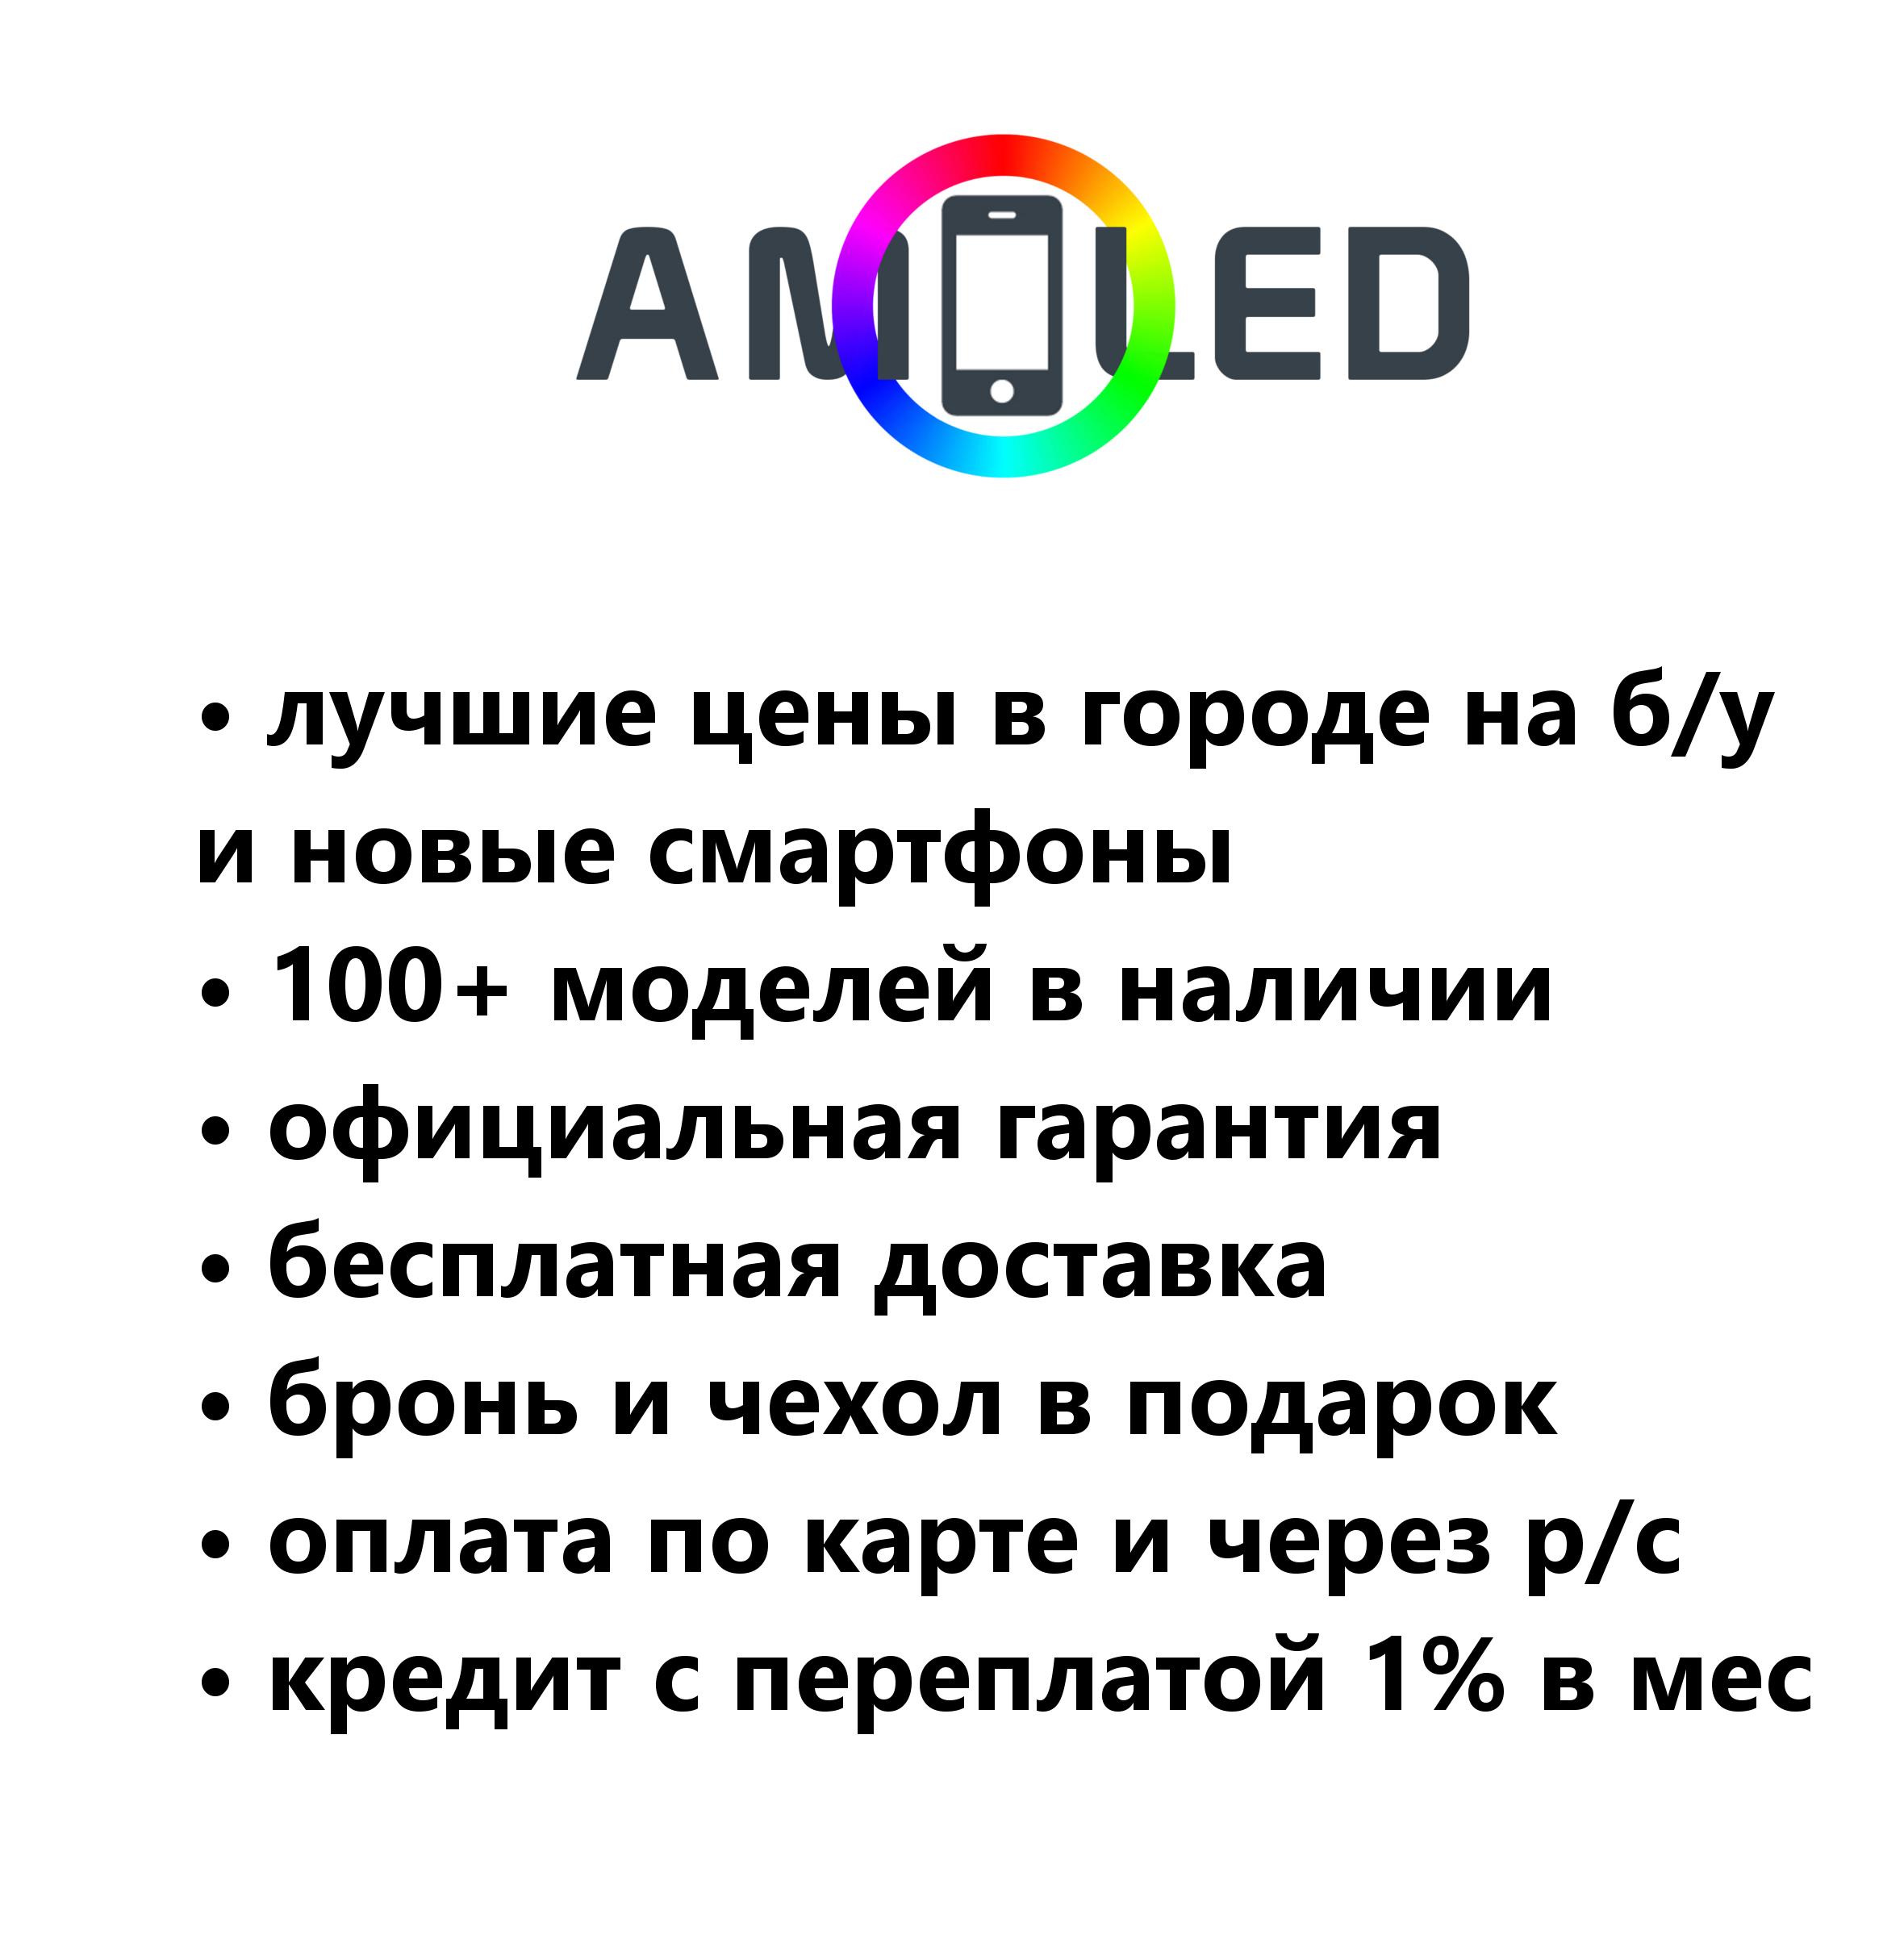 AMOLED
• лучшие цены в городе на б/у
и новые смартфоны
• 100+ моделей в наличии
• официальная гарантия
• бесплатная доставка
• бронь и чехол в подарок
• оплата по карте и через р/с
• кредит с переплатой 1% в мес